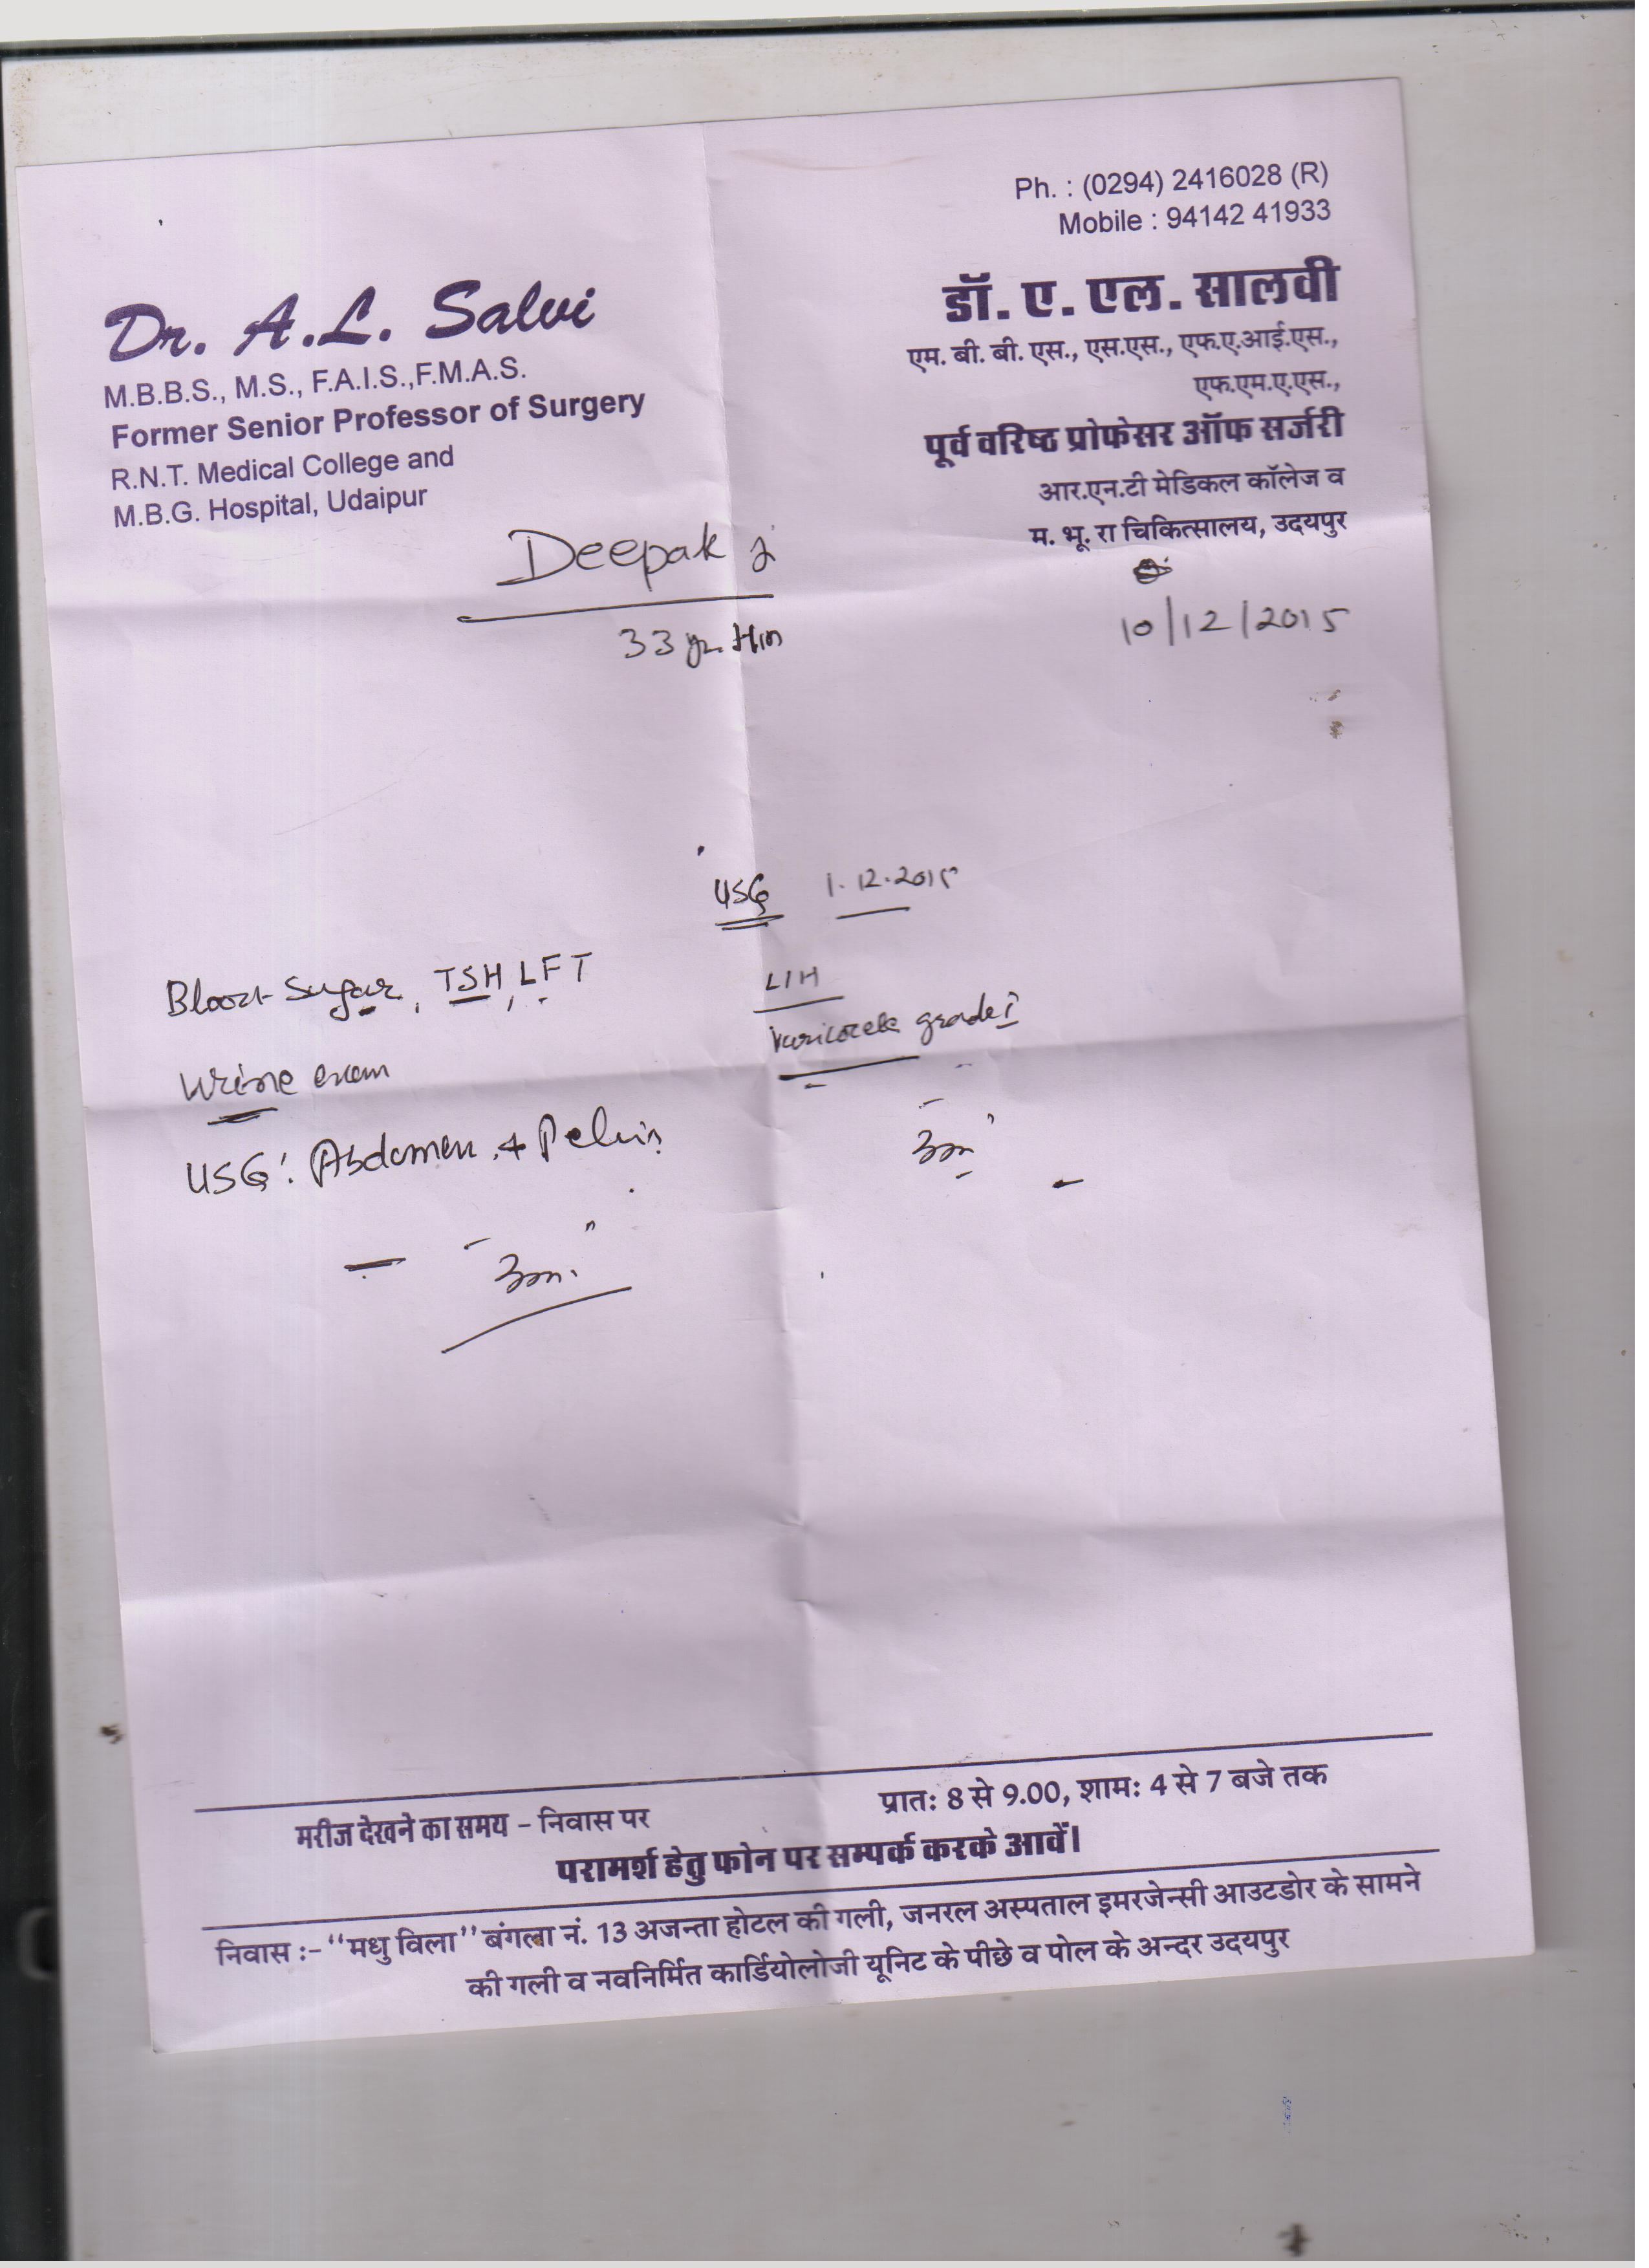 Ph. : (0294) 2416028 (R)
Mobile : 94142 41933
Dr. A.L. Salvi
M.B.B.S., M.S., F.A.I.S.,F.M.A.S.
Former Senior Professor of Surgery
R.N.T. Medical College and
M.B.G. Hospital, Udaipur
डॉ. ए. एल. सालवी
एम. बी. बी. एस., एस.एस., एफ.ए.आई.एस.,
एफ.एम.ए.एस.,
पूर्व वरिष्ठ प्रोफेसर ऑफ सर्जरी
आर.एन.टी मेडिकल कॉलेज व
म. भू. रा चिकित्सालय, उदयपुर
Deepak
33 yr
10/12/2015
USG 1.12.2015
LIH
Varicocele grade I
Blood Sugar, TSH, LFT
Urine exam
USG: Abdomen & Pelvis
मरीज देखने का समय – निवास पर
प्रातः 8 से 9.00, शामः 4 से 7 बजे तक
परामर्श हेतु फोन पर सम्पर्क करके आवें।
निवास :- ‘‘मधु विला’’ बंगला नं. 13 अजन्ता होटल की गली, जनरल अस्पताल इमरजेन्सी आउटडोर के सामने
की गली व नवनिर्मित कार्डियोलोजी यूनिट के पीछे व पोल के अन्दर उदयपुर